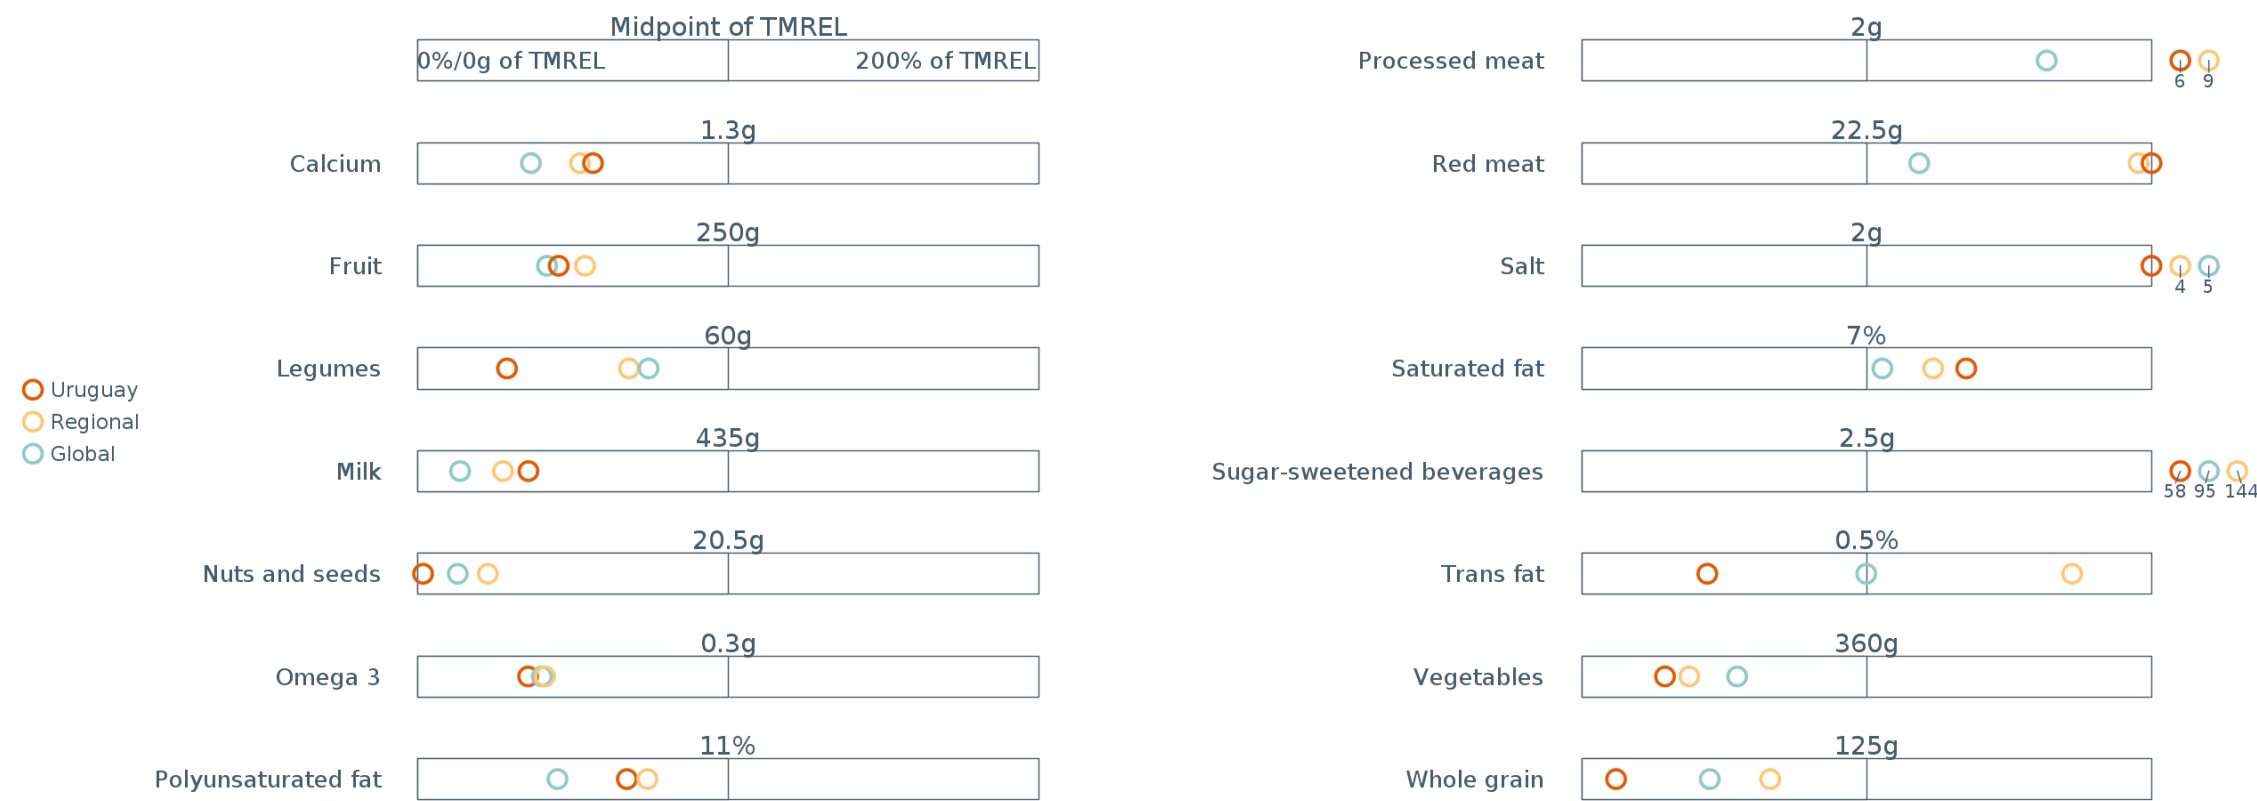 Midpoint of TMREL
0%/0g of TMREL 200% of TMREL
Calcium 1.3g
Fruit 250g
Legumes 60g
Milk 435g
Nuts and seeds 20.5g
Omega 3 0.3g
Polyunsaturated fat 11%
Uruguay
Regional
Global
Processed meat 2g
6 9
Red meat 22.5g
Salt 2g
4 5
Saturated fat 7%
Sugar-sweetened beverages 2.5g
58 95 144
Trans fat 0.5%
Vegetables 360g
Whole grain 125g